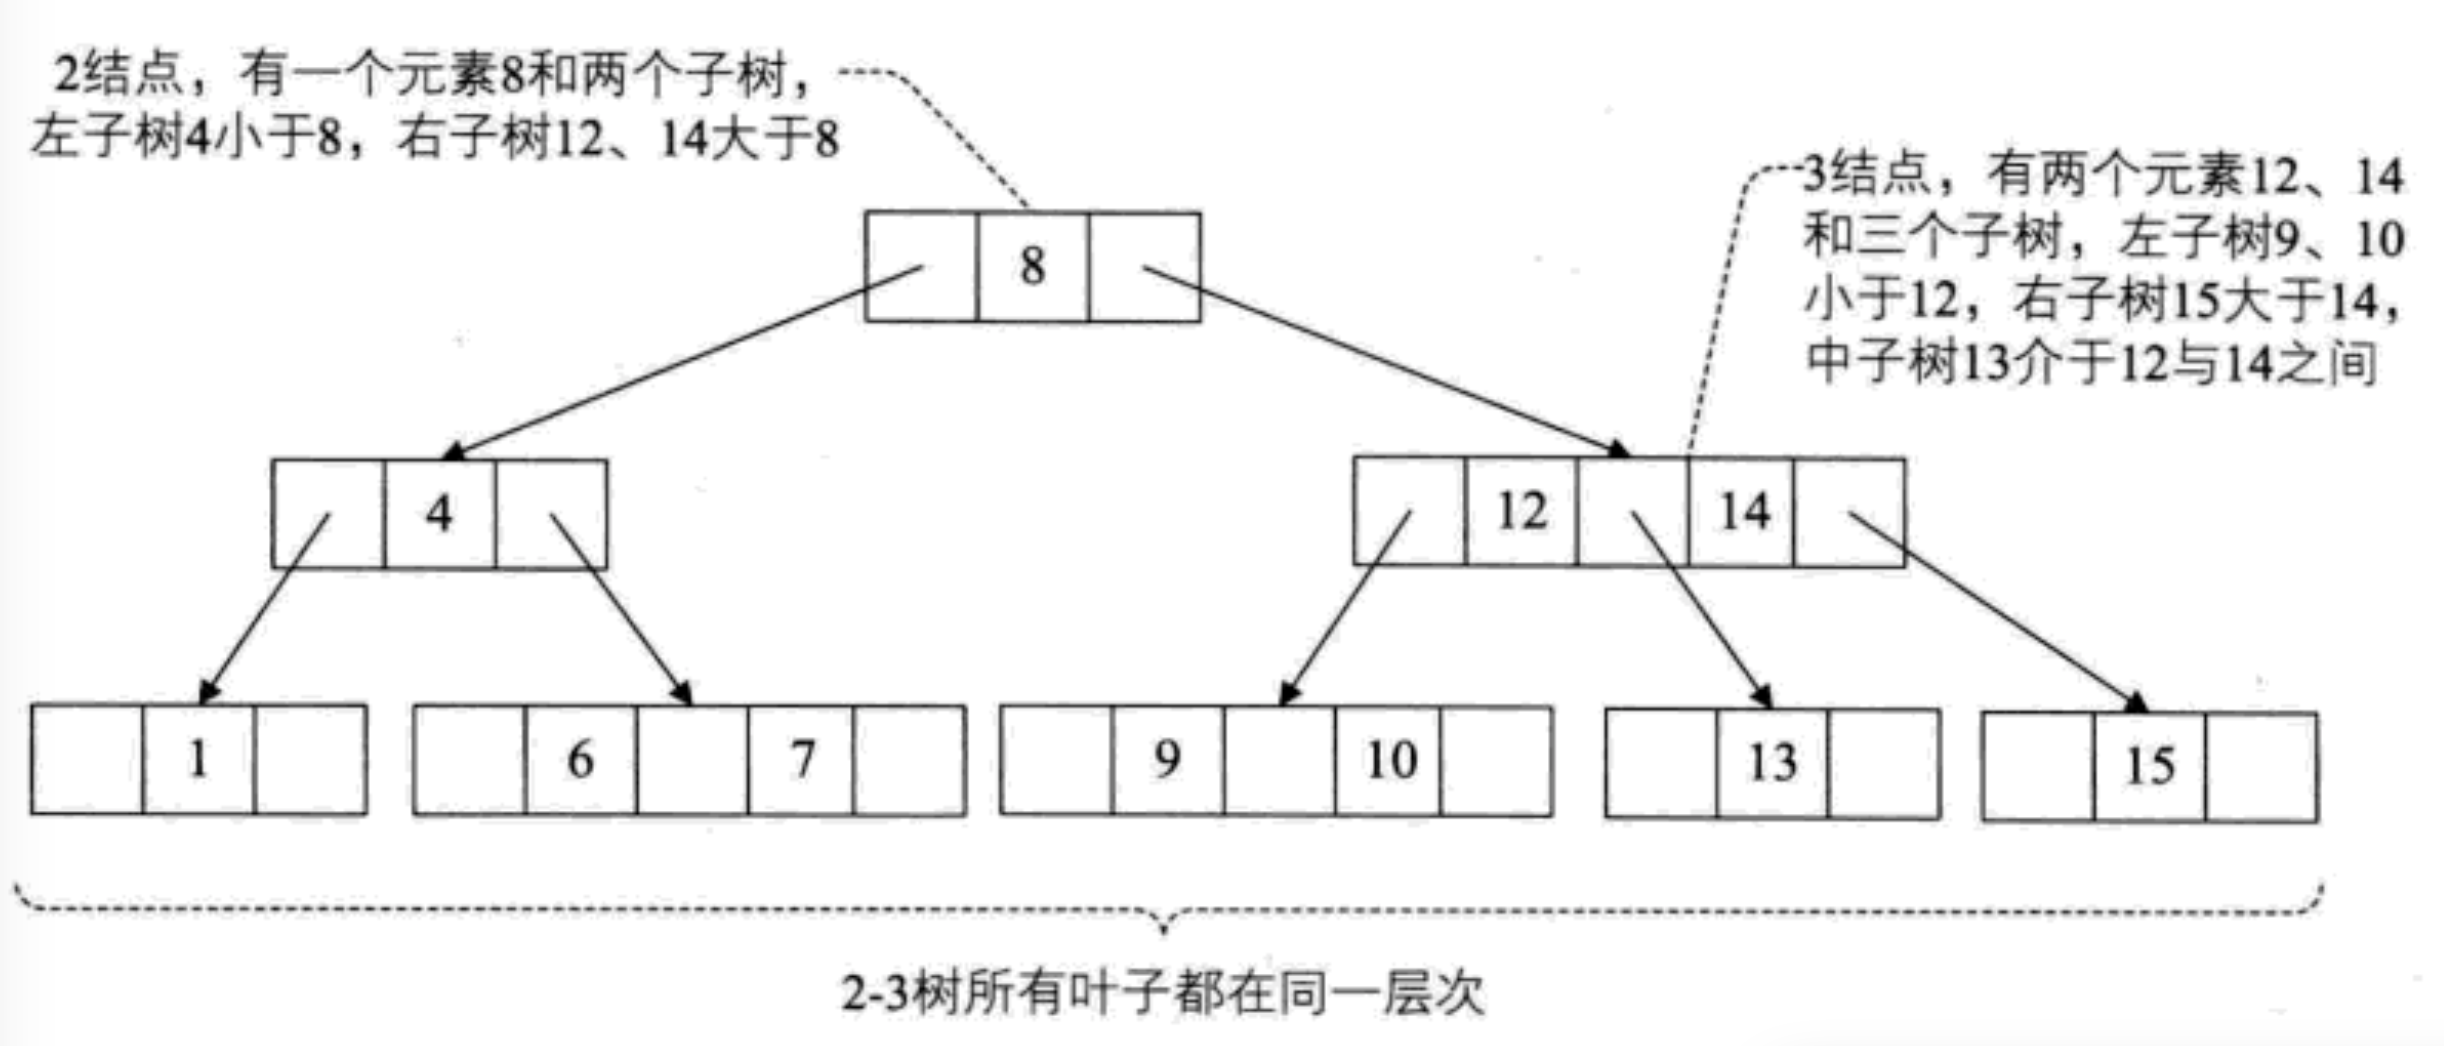 2结点，有一个元素8和两个子树，
左子树4小于8，右子树12、14大于8
3结点，有两个元素12、14
和三个子树，左子树9、10
小于12，右子树15大于14，
中子树13介于12与14之间
8
4
12 14
1
6 7
9 10
13
15
2-3树所有叶子都在同一层次